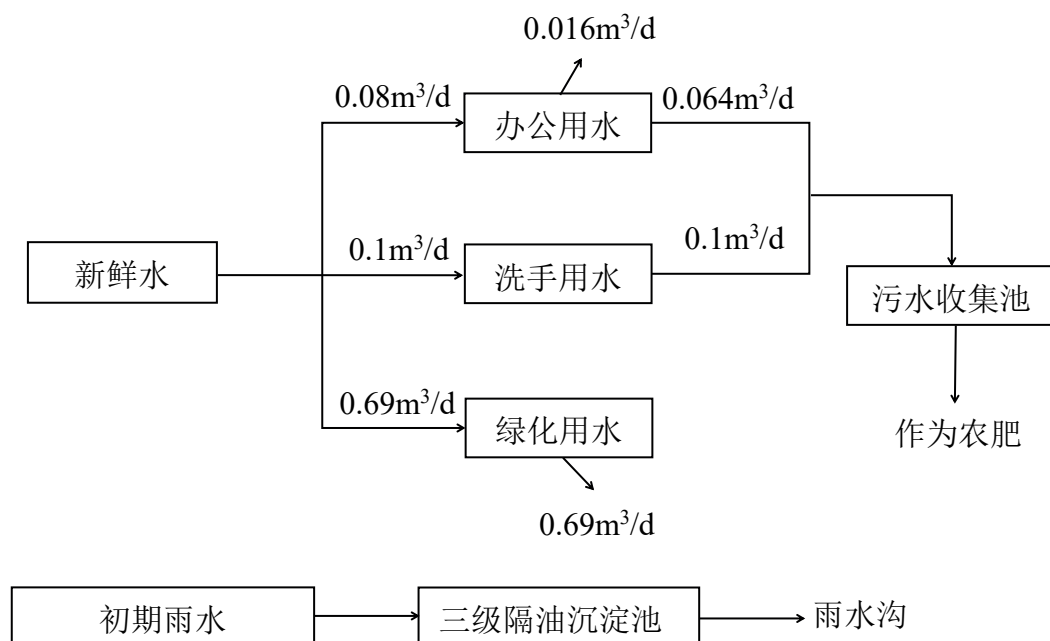 0.016m³/d
0.08m³/d
办公用水
0.064m³/d
新鲜水
0.1m³/d
洗手用水
0.1m³/d
污水收集池
0.69m³/d
绿化用水
作为农肥
0.69m³/d
初期雨水
三级隔油沉淀池
雨水沟